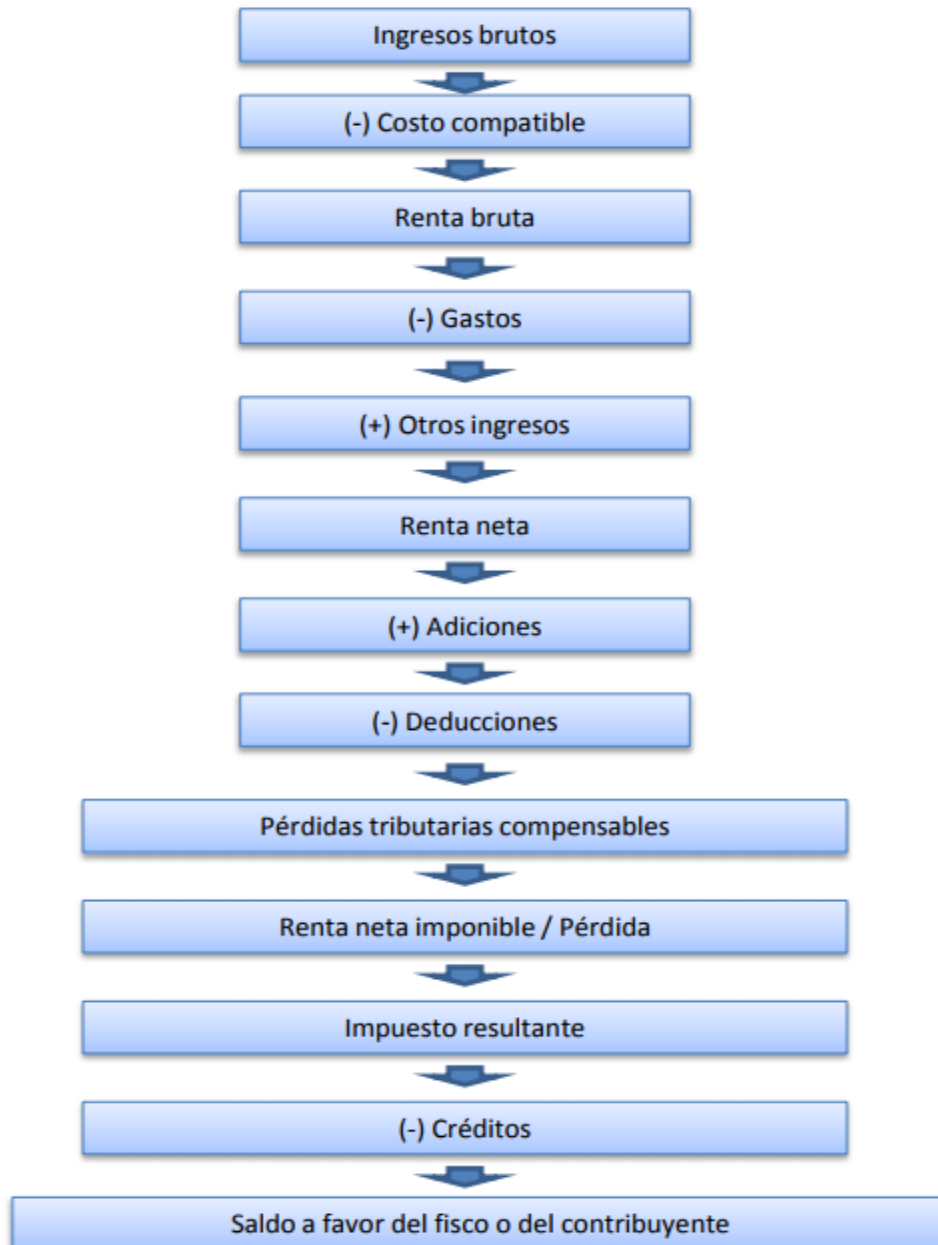 Ingresos brutos
(-) Costo compatible
Renta bruta
(-) Gastos
(+) Otros ingresos
Renta neta
(+) Adiciones
(-) Deducciones
Pérdidas tributarias compensables
Renta neta imponible / Pérdida
Impuesto resultante
(-) Créditos
Saldo a favor del fisco o del contribuyente